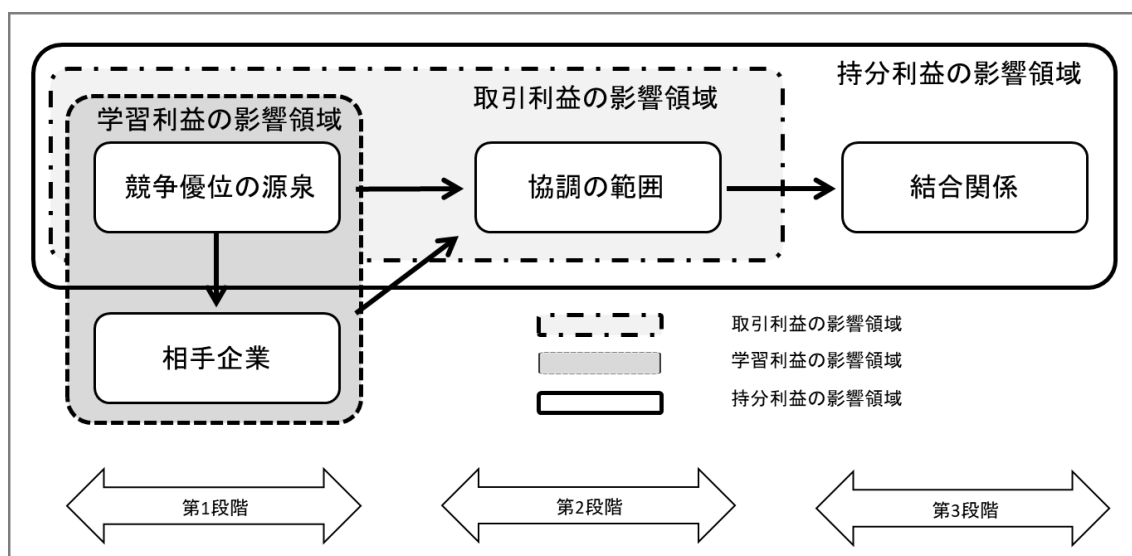 持分利益の影響領域
取引利益の影響領域
学習利益の影響領域
競争優位の源泉
協調の範囲
結合関係
相手企業
取引利益の影響領域
学習利益の影響領域
持分利益の影響領域
第1段階
第2段階
第3段階